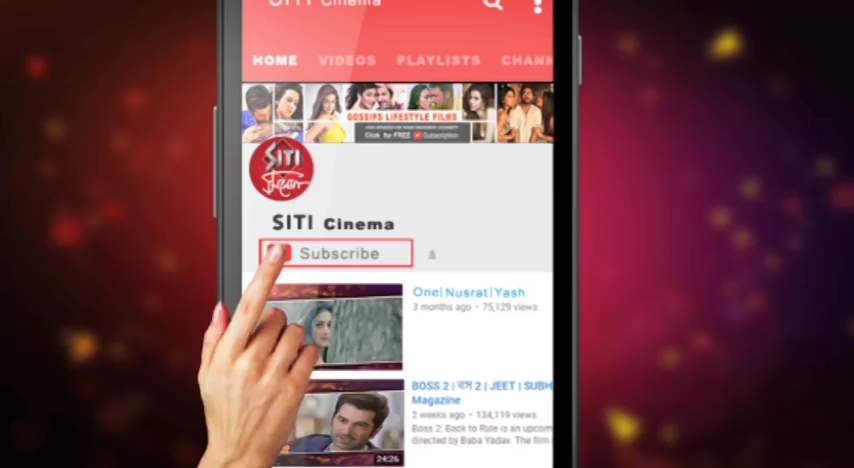 SITI Cinema
HOME VIDEOS PLAYLISTS CHANN
GOSSIPS LIFESTYLE FILMS
Click for FREE Subscription
SITI
সিনেমা
SITI Cinema
Subscribe
One|Nusrat|Yash
3 months ago • 75,129 views
BOSS 2 | বস 2 | JEET | SUBH
Magazine
2 weeks ago • 134,119 views
Boss 2: Back to Rule is an upcom
directed by Baba Yadav. The film
24:26